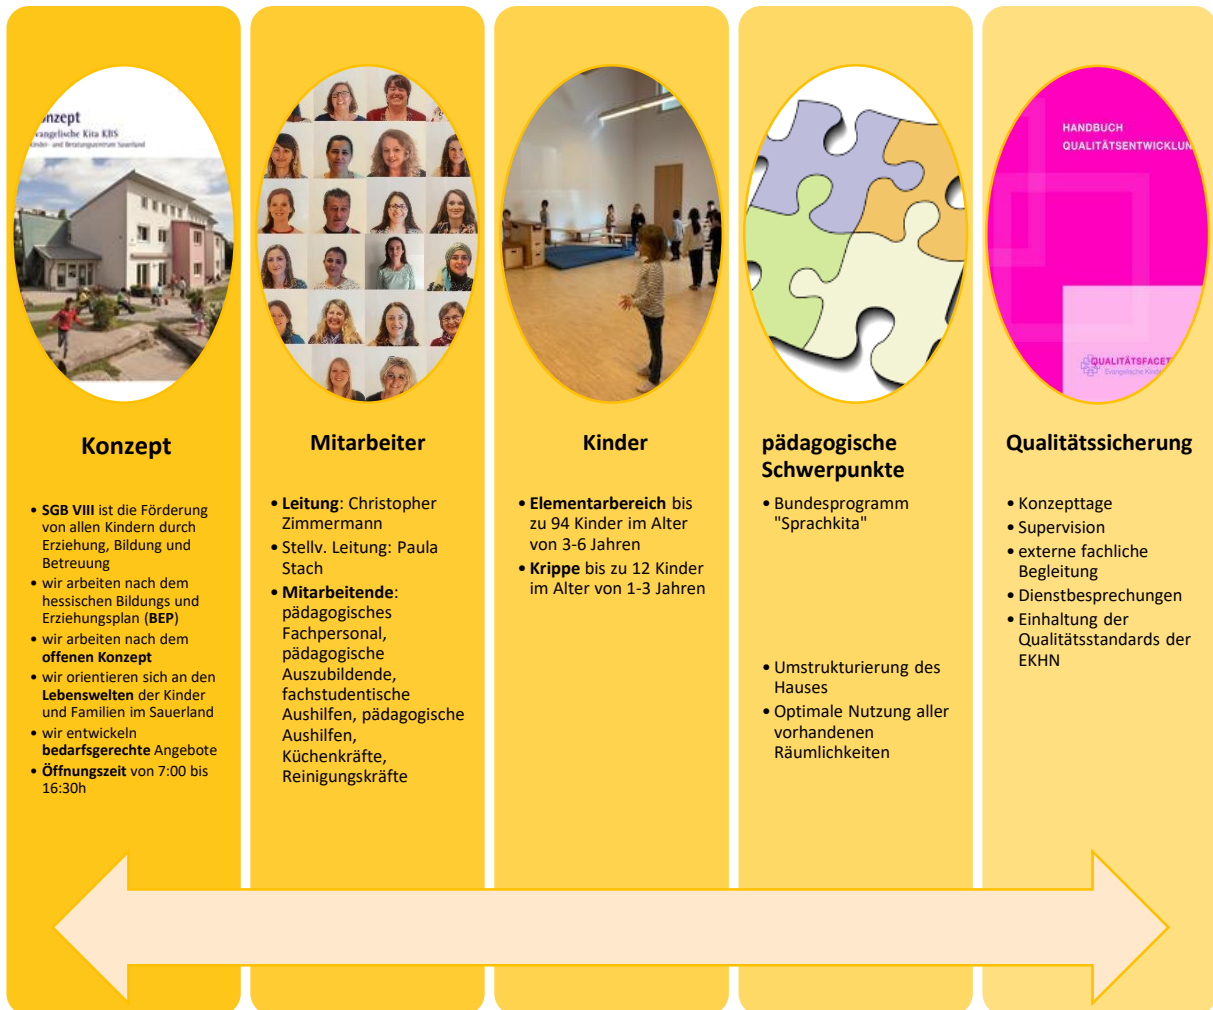 Konzept
Evangelische Kita KBS
Kinder- und Beratungszentrum Sauerland
Konzept
• SGB VIII ist die Förderung
von allen Kindern durch
Erziehung, Bildung und
Betreuung
• wir arbeiten nach dem
hessischen Bildungs und
Erziehungsplan (BEP)
• wir arbeiten nach dem
offenen Konzept
• wir orientieren sich an den
Lebenswelten der Kinder
und Familien im Sauerland
• wir entwickeln
bedarfsgerechte Angebote
• Öffnungszeit von 7:00 bis
16:30h
Mitarbeiter
• Leitung: Christopher
Zimmermann
• Stellv. Leitung: Paula
Stach
• Mitarbeitende:
pädagogisches
Fachpersonal,
pädagogische
Auszubildende,
fachstudentische
Aushilfen, pädagogische
Aushilfen,
Küchenkräfte,
Reinigungskräfte
Kinder
• Elementarbereich bis
zu 94 Kinder im Alter
von 3-6 Jahren
• Krippe bis zu 12 Kinder
im Alter von 1-3 Jahren
pädagogische
Schwerpunkte
• Bundesprogramm
"Sprachkita"
• Umstrukturierung des
Hauses
• Optimale Nutzung aller
vorhandenen
Räumlichkeiten
HANDBUCH
QUALITÄTSENTWICKLUN
QUALITÄTSFACET
Evangelische Kinde
Qualitätssicherung
• Konzepttage
• Supervision
• externe fachliche
Begleitung
• Dienstbesprechungen
• Einhaltung der
Qualitätsstandards der
EKHN